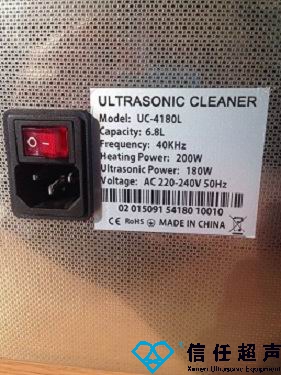 ULTRASONIC CLEANER
Model: UC-4180L
Capacity: 6.8L
Frequency: 40KHz
Heating Power: 200W
Ultrasonic Power: 180W
Voltage: AC 220-240V 50Hz
02 015091 54180 10010
CE RoHS MADE IN CHINA
信任超声
Xinren Ultrasonic Equipment